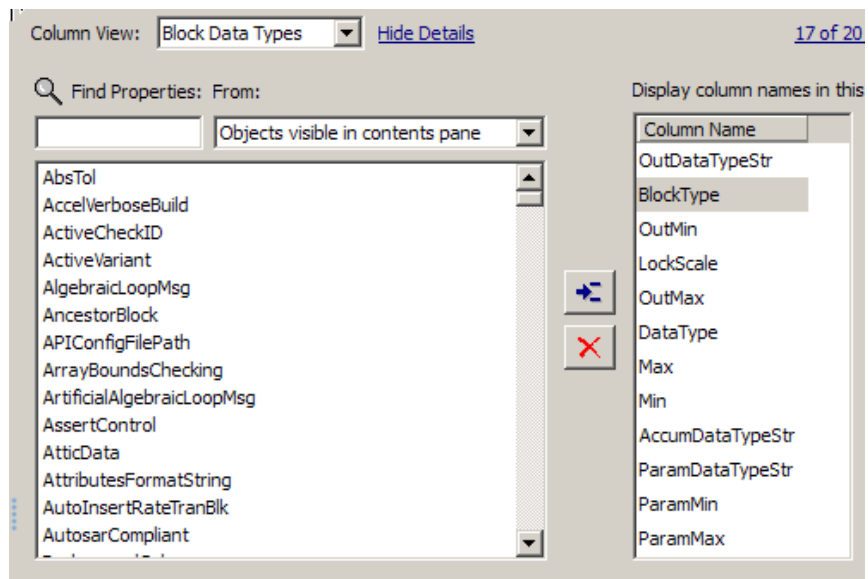 Column View: Block Data Types Hide Details 17 of 20
Find Properties: From: Display column names in this
Objects visible in contents pane
Column Name
AbsTol
AccelVerboseBuild
ActiveCheckID
ActiveVariant
AlgebraicLoopMsg
AncestorBlock
APIConfigFilePath
ArrayBoundsChecking
ArtificialAlgebraicLoopMsg
AssertControl
AtticData
AttributesFormatString
AutoInsertRateTranBlk
AutosarCompliant
OutDataTypeStr
BlockType
OutMin
LockScale
OutMax
DataType
Max
Min
AccumDataTypeStr
ParamDataTypeStr
ParamMin
ParamMax